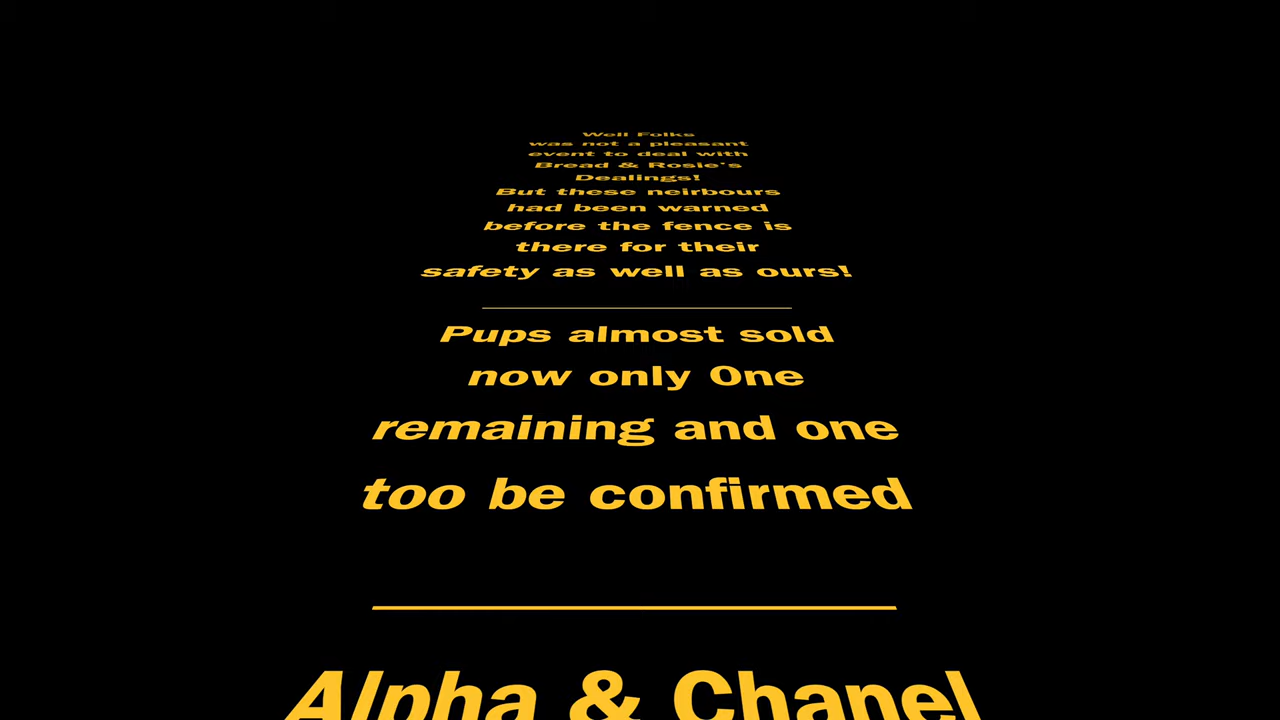 Well Folks
was not a pleasant
event to deal with
Bread & Rosie's
Dealings!
But these neirbours
had been warned
before the fence is
there for their
safety as well as ours!
Pups almost sold
now only One
remaining and one
too be confirmed
Alpha & Chanel